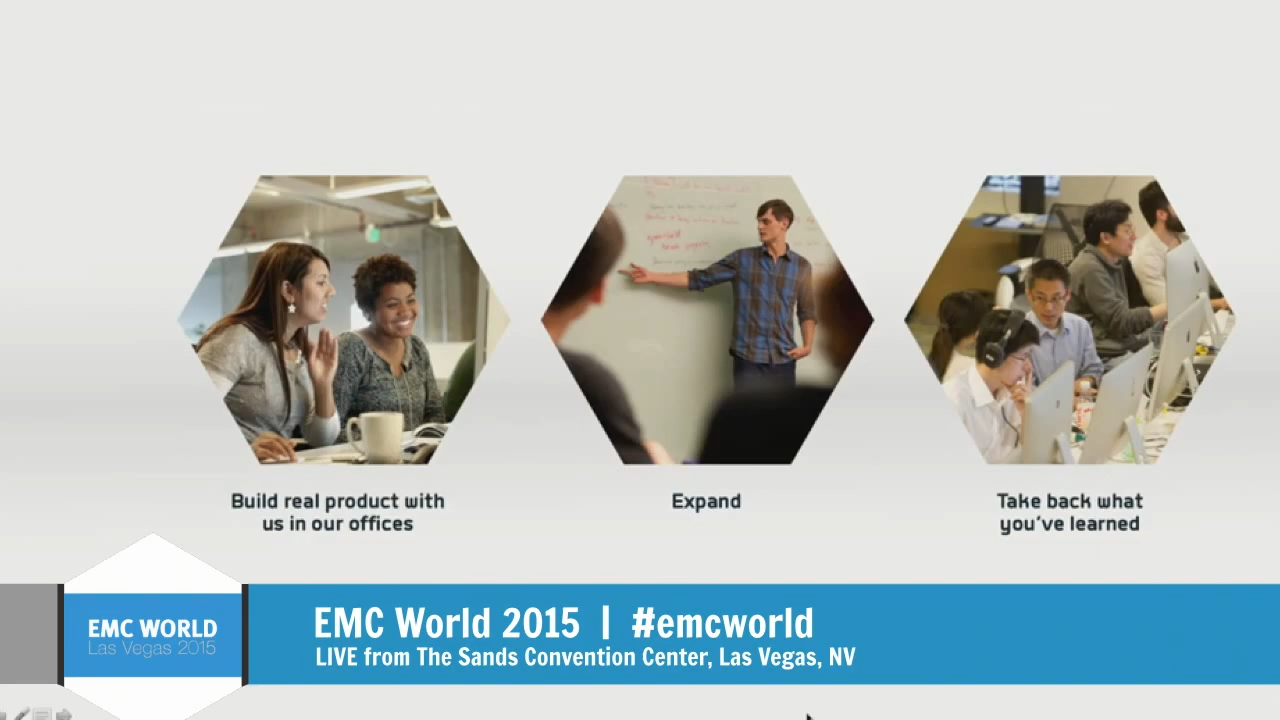 Build real product with
us in our offices
Expand
Take back what
you've learned
EMC WORLD
Las Vegas 2015
EMC World 2015 | #emcworld
LIVE from The Sands Convention Center, Las Vegas, NV